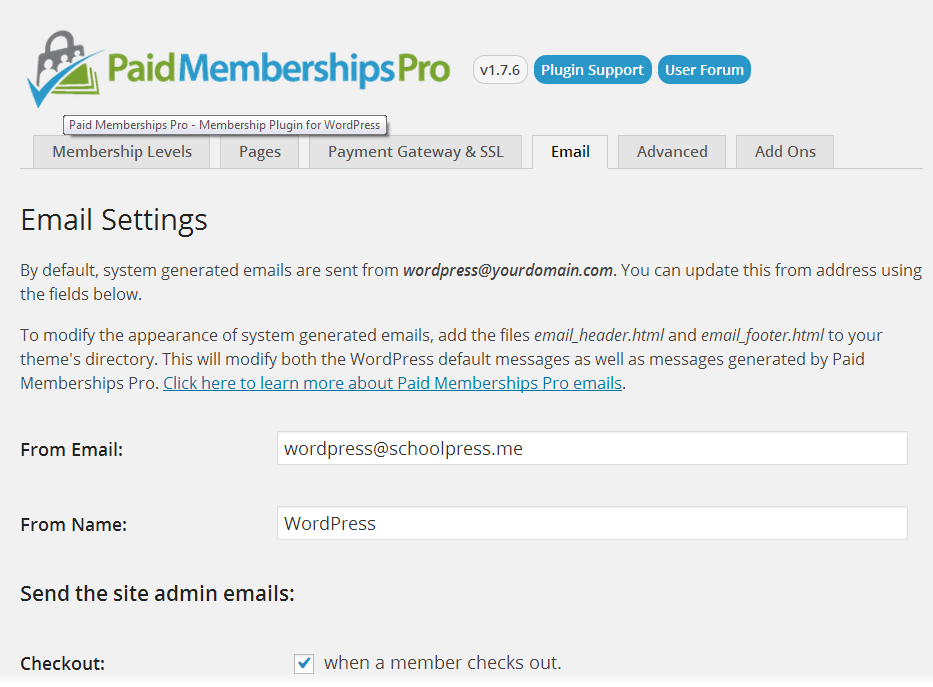 PaidMembershipsPro v1.7.6 Plugin Support User Forum
Paid Memberships Pro - Membership Plugin for WordPress
Membership Levels Pages Payment Gateway & SSL Email Advanced Add Ons
Email Settings
By default, system generated emails are sent from wordpress@yourdomain.com. You can update this from address using
the fields below.
To modify the appearance of system generated emails, add the files email_header.html and email_footer.html to your
theme's directory. This will modify both the WordPress default messages as well as messages generated by Paid
Memberships Pro. Click here to learn more about Paid Memberships Pro emails.
From Email: wordpress@schoolpress.me
From Name: WordPress
Send the site admin emails:
Checkout: when a member checks out.